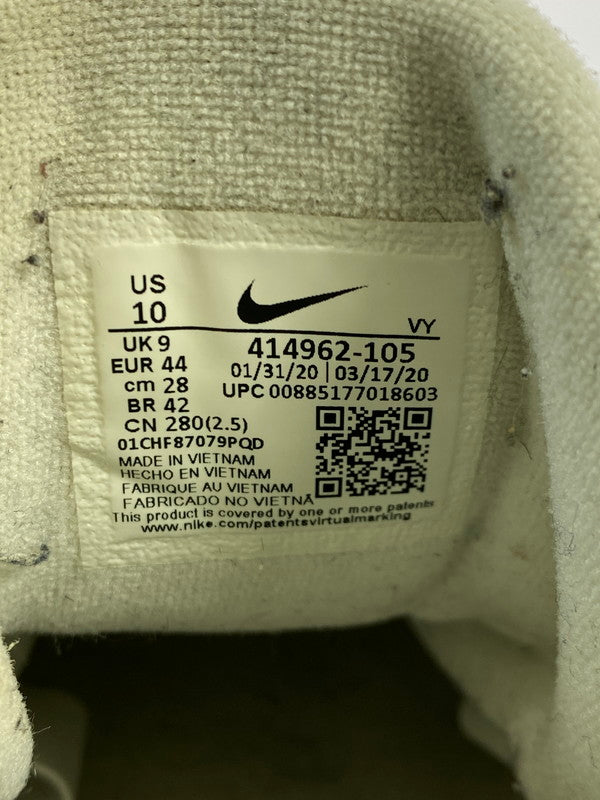 US
10
VY
UK 9
EUR 44
cm 28
BR 42
CN 280(2.5)
01CHF87079PQD
414962-105
01/31/20 | 03/17/20
UPC 00885177018603
MADE IN VIETNAM
HECHO EN VIETNAM
FABRIQUE AU VIETNAM
FABRICADO NO VIETNÃ
This product is covered by one or more patents
www.nike.com/patentsvirtualmarking